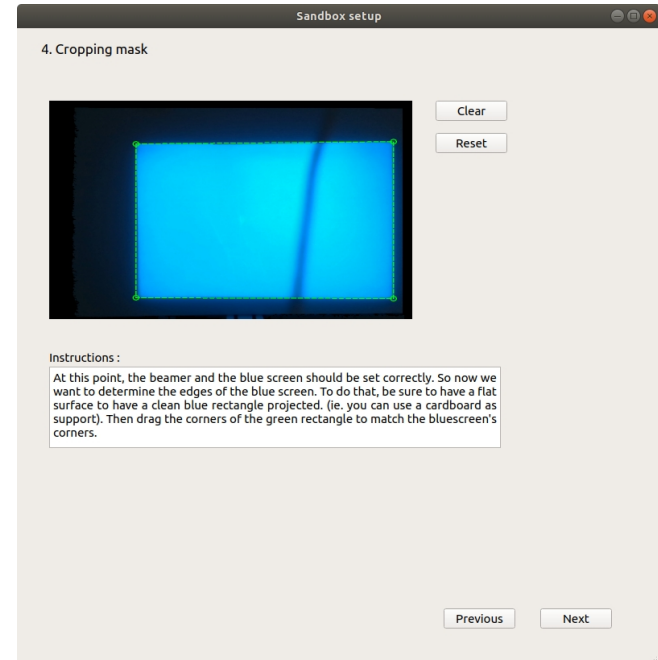 Sandbox setup
4. Cropping mask
Clear
Reset
Instructions :
At this point, the beamer and the blue screen should be set correctly. So now we
want to determine the edges of the blue screen. To do that, be sure to have a flat
surface to have a clean blue rectangle projected. (ie. you can use a cardboard as
support). Then drag the corners of the green rectangle to match the bluescreen's
corners.
Previous
Next